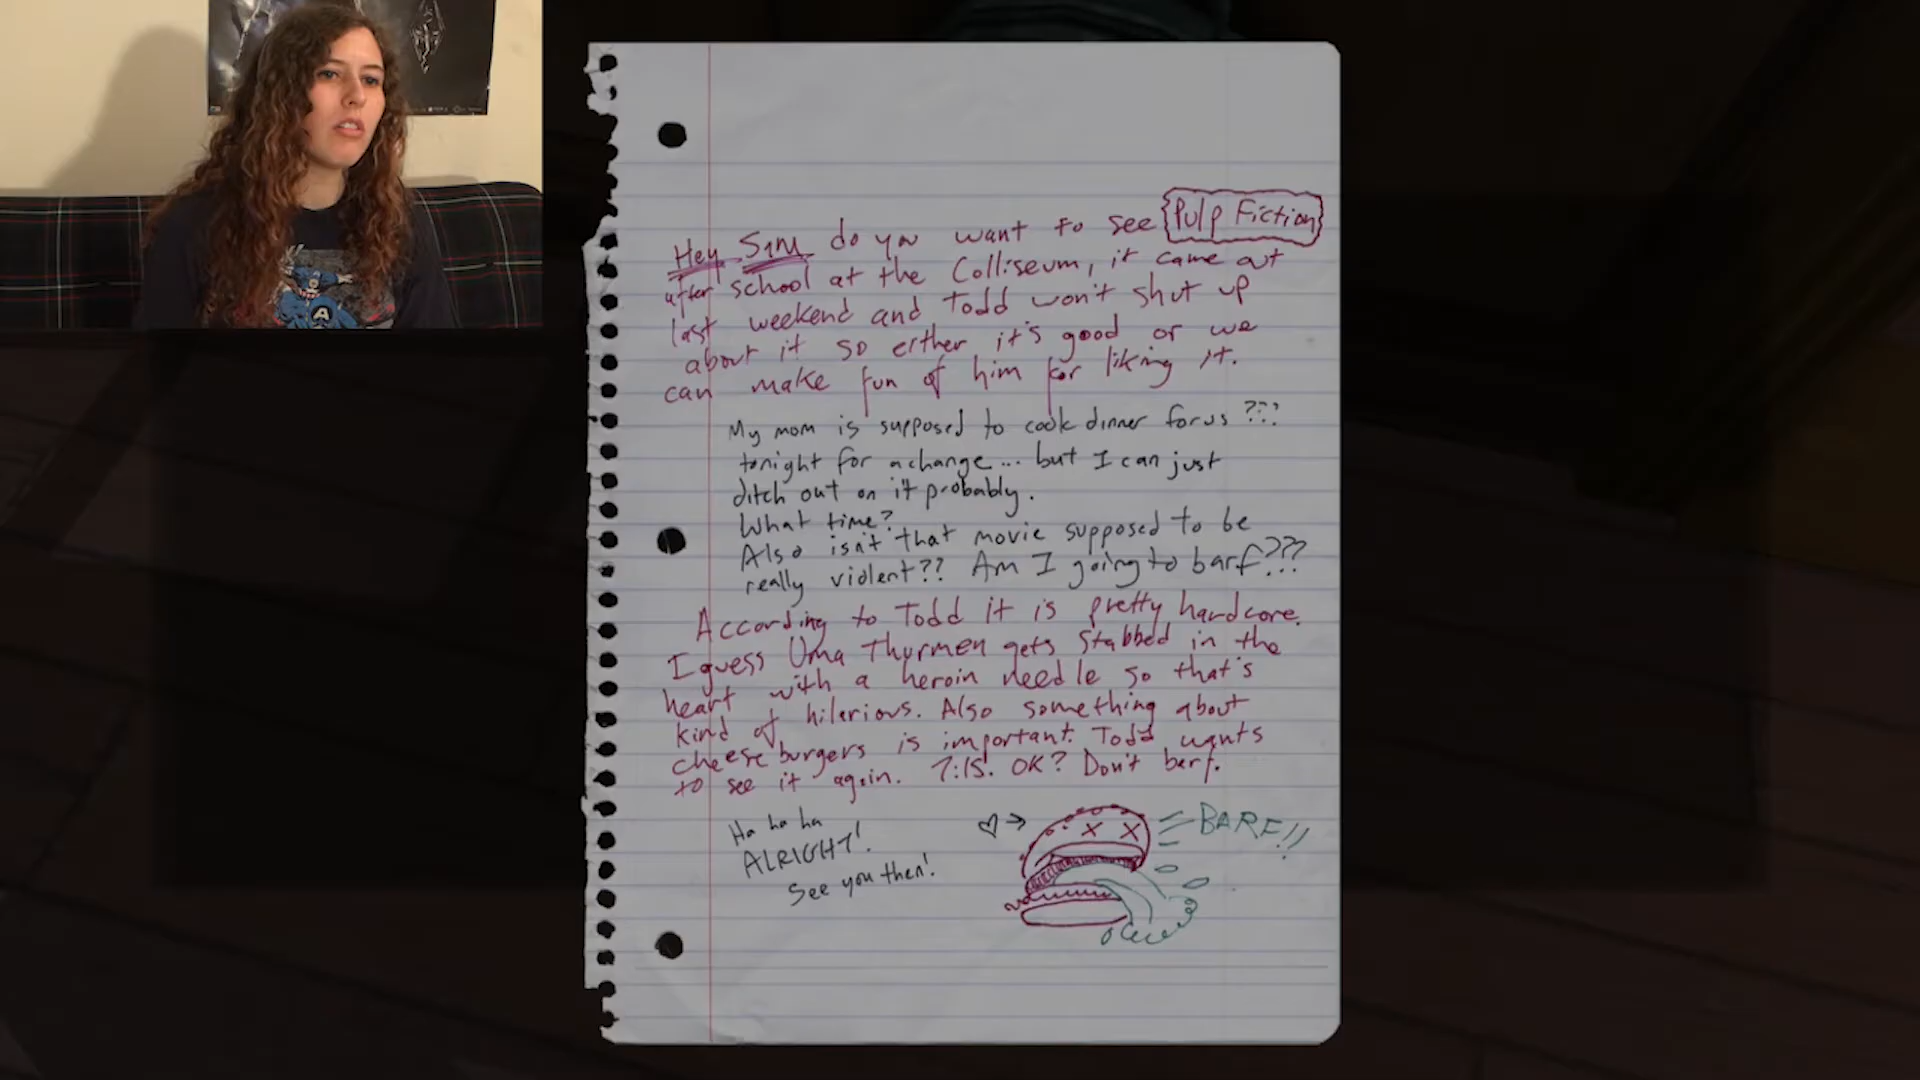 Hey Sam do you want to see Pulp Fiction
after school at the Colliseum, it came out
last weekend and Todd won't shut up
about it so either it's good or we
can make fun of him for liking it.
My mom is supposed to cook dinner for us ???
tonight for a change... but I can just
ditch out on it probably.
What time?
Also isn't that movie supposed to be
really violent?? Am I going to barf???
According to Todd it is pretty hardcore.
I guess Uma Thurmen gets stabbed in the
heart with a heroin needle so that's
kind of hilerious. Also something about
cheeseburgers is important. Todd wants
to see it again. 7:15. OK? Don't barf.
Ha ha ha
ALRIGHT!
See you then!
BARF!!
A